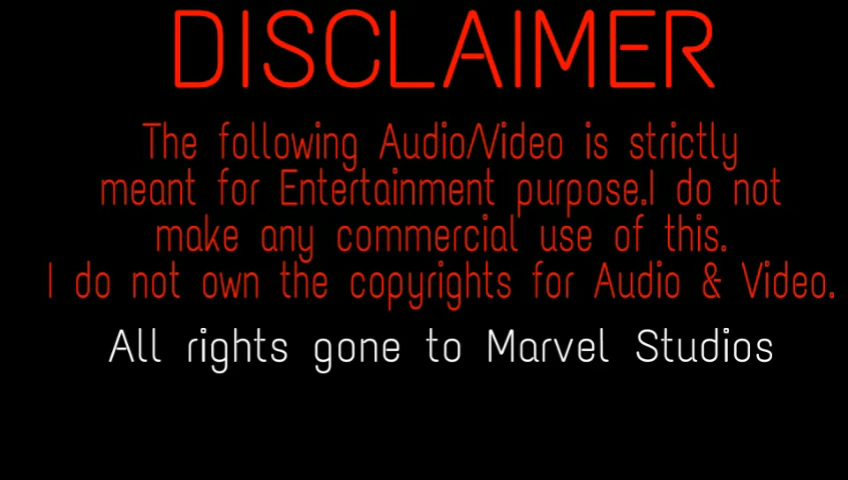 DISCLAIMER
The following Audio/Video is strictly
meant for Entertainment purpose.I do not
make any commercial use of this.
I do not own the copyrights for Audio & Video.
All rights gone to Marvel Studios